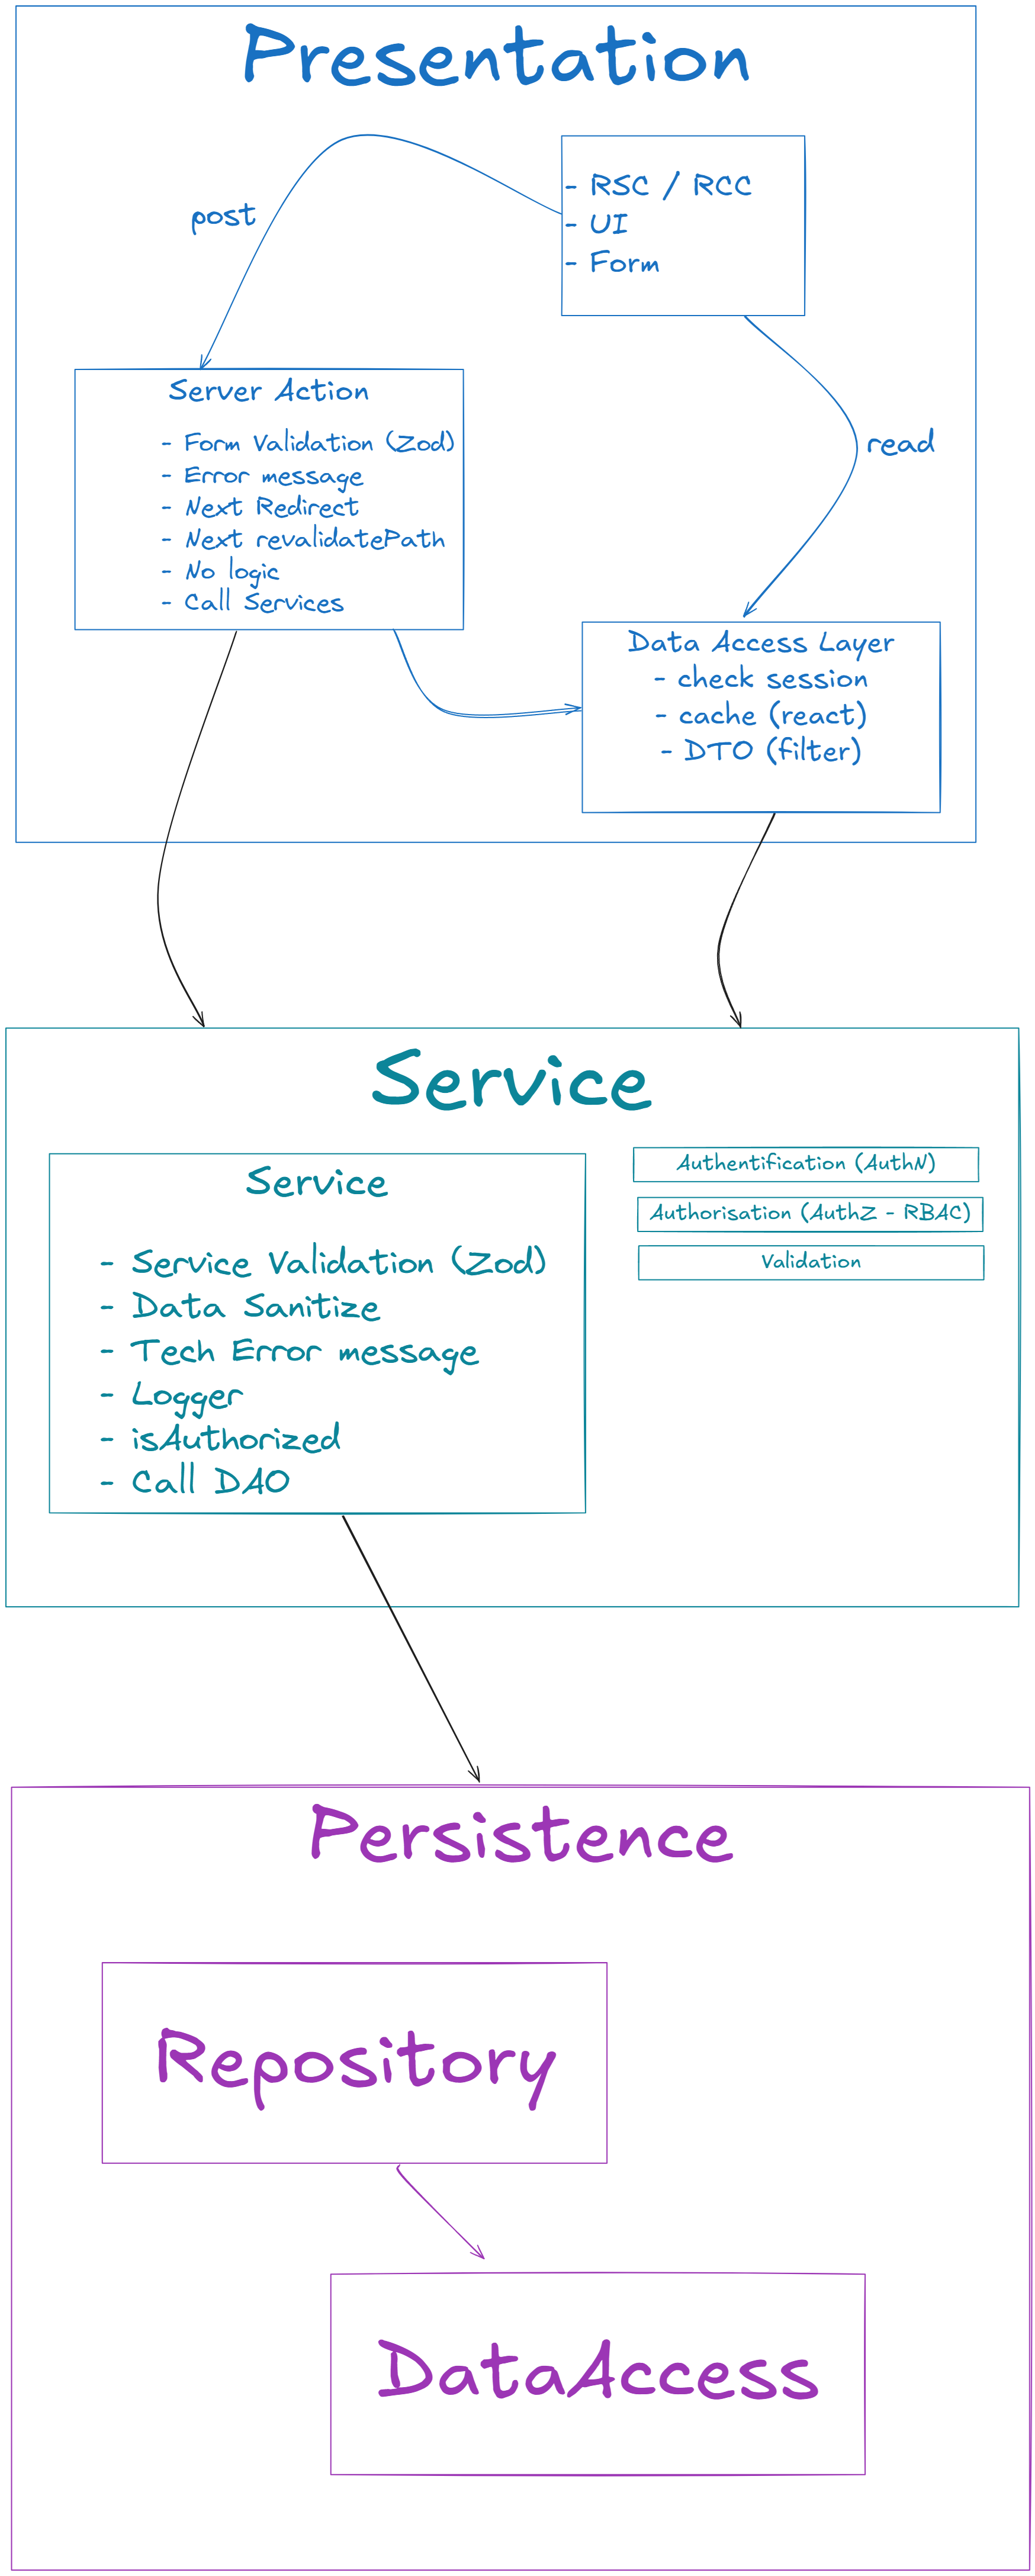 Presentation
- RSC / RCC
- UI
- Form
post
read
Server Action
- Form Validation (Zod)
- Error message
- Next Redirect
- Next revalidatePath
- No logic
- Call Services
Data Access Layer
- check session
- cache (react)
- DTO (filter)
Service
Service
- Service Validation (Zod)
- Data Sanitize
- Tech Error message
- Logger
- isAuthorized
- Call DAO
Authentification (AuthN)
Authorisation (AuthZ - RBAC)
Validation
Persistence
Repository
DataAccess